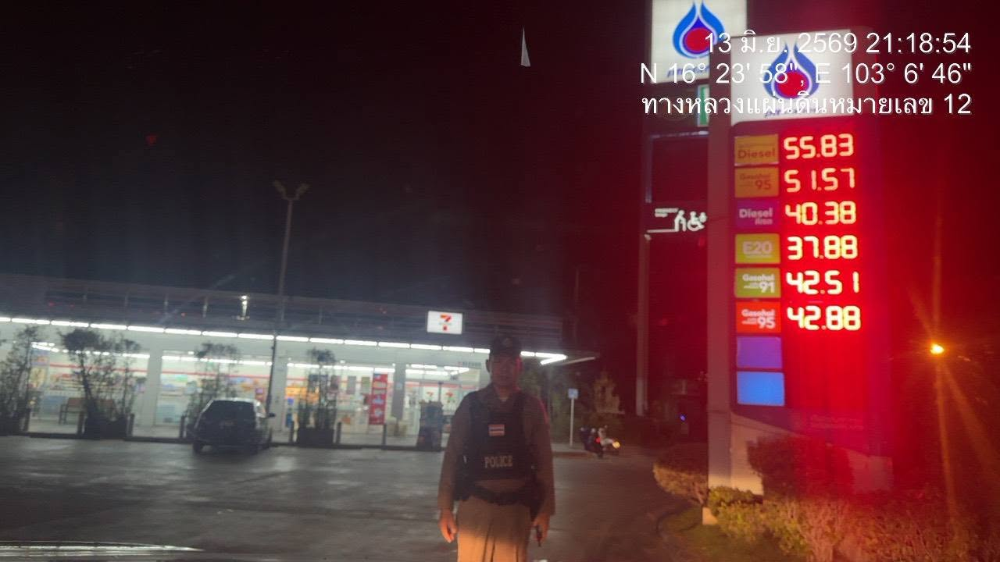 13 มิ.ย. 2569 21:18:54
N 16° 23' 58", E 103° 6' 46"
ทางหลวงแผ่นดินหมายเลข 12
Diesel 55.83
Gasohol 95 51.57
Diesel 40.38
E20 37.88
Gasohol 91 42.51
Gasohol 95 42.88
7
POLICE